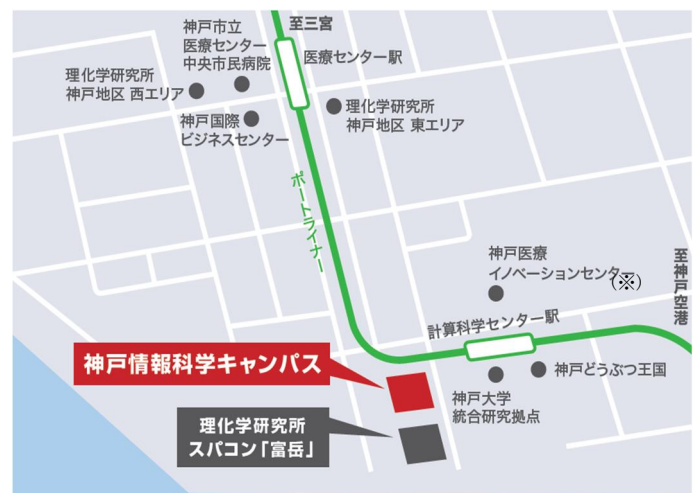 至三宮
神戸市立
医療センター
中央市民病院
医療センター駅
理化学研究所
神戸地区 西エリア
理化学研究所
神戸地区 東エリア
神戸国際
ビジネスセンター
ポートライナー
神戸医療
イノベーションセンター
(※)
至神戸空港
計算科学センター駅
神戸情報科学キャンパス
神戸どうぶつ王国
神戸大学
統合研究拠点
理化学研究所
スパコン「富岳」